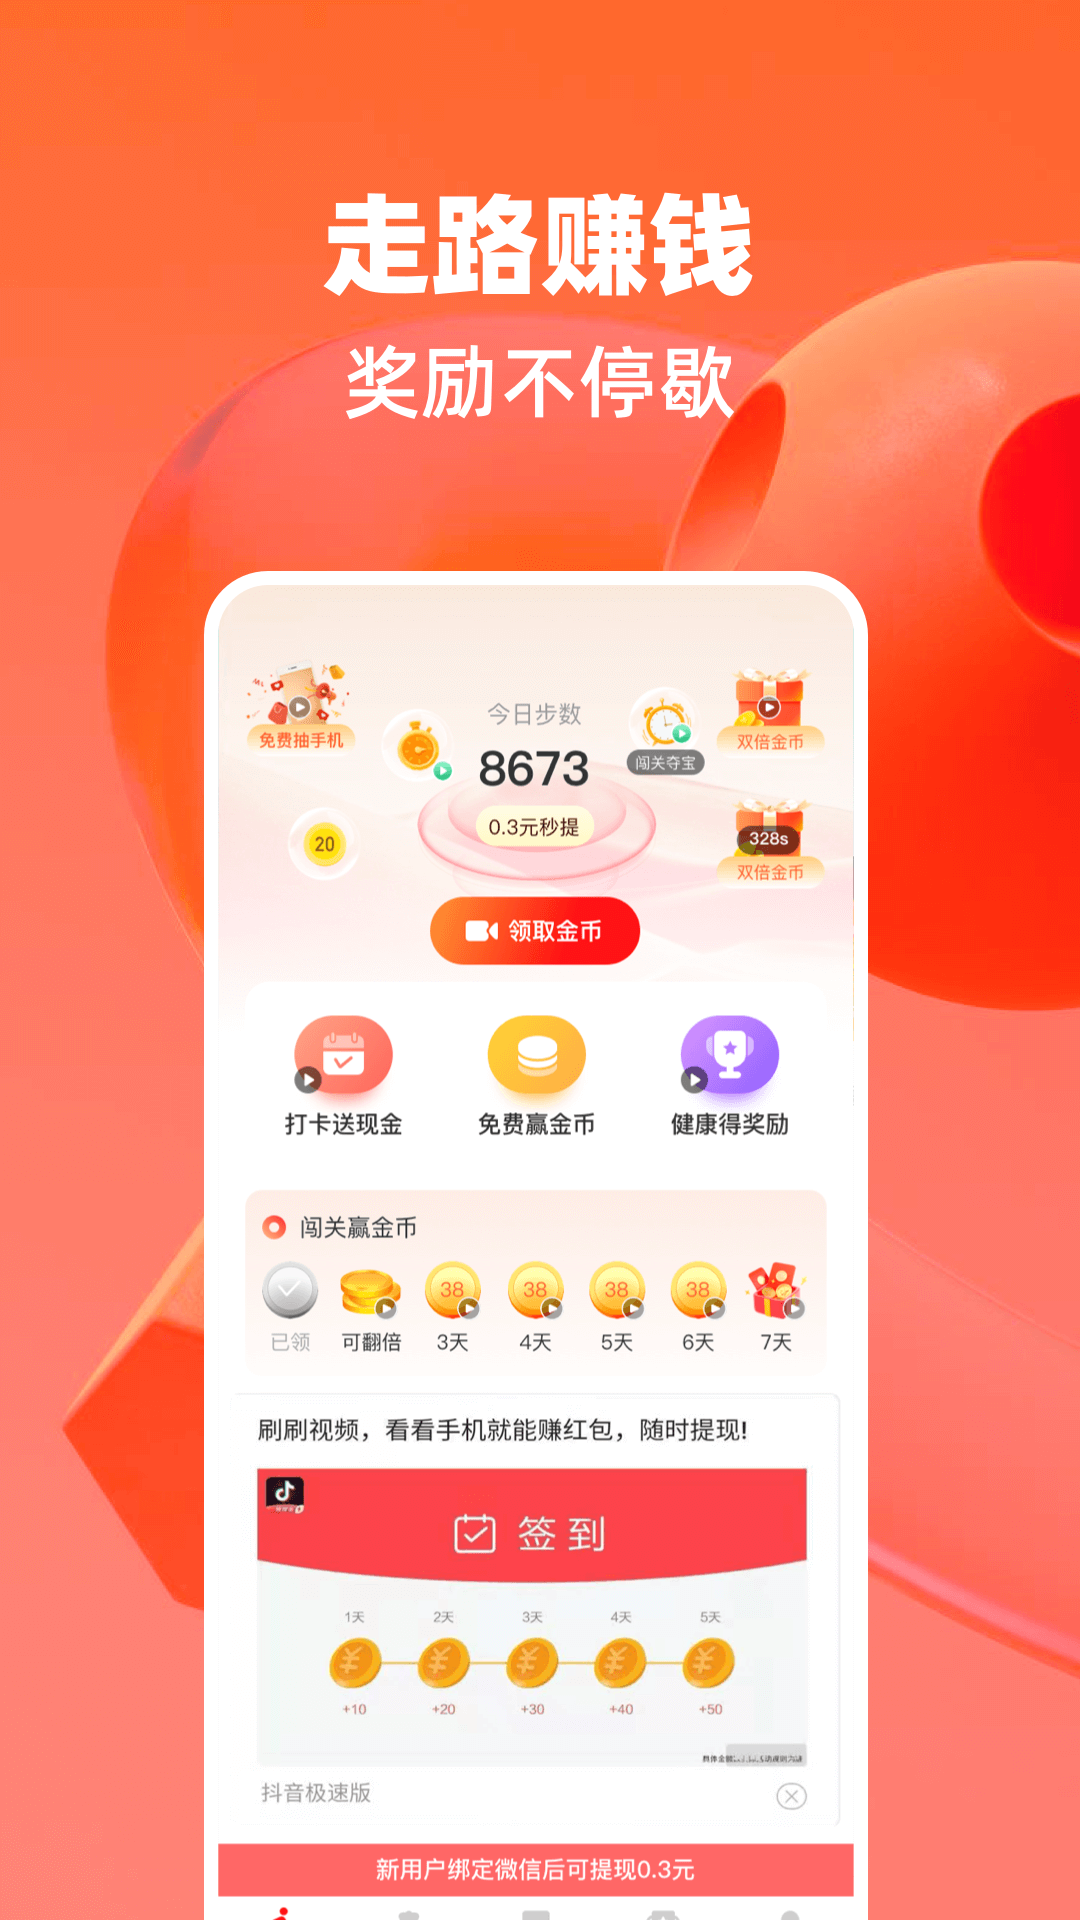 走路赚钱
奖励不停歇
免费抽手机
今日步数
8673
0.3元秒提
闯关夺宝
双倍金币
20
328s
双倍金币
领取金币
打卡送现金
免费赢金币
健康得奖励
闯关赢金币
38
38
38
38
已领
可翻倍
3天
4天
5天
6天
7天
刷刷视频，看看手机就能赚红包，随时提现!
签到
1天
2天
3天
4天
5天
+10
+20
+30
+40
+50
抖音极速版
新用户绑定微信后可提现0.3元